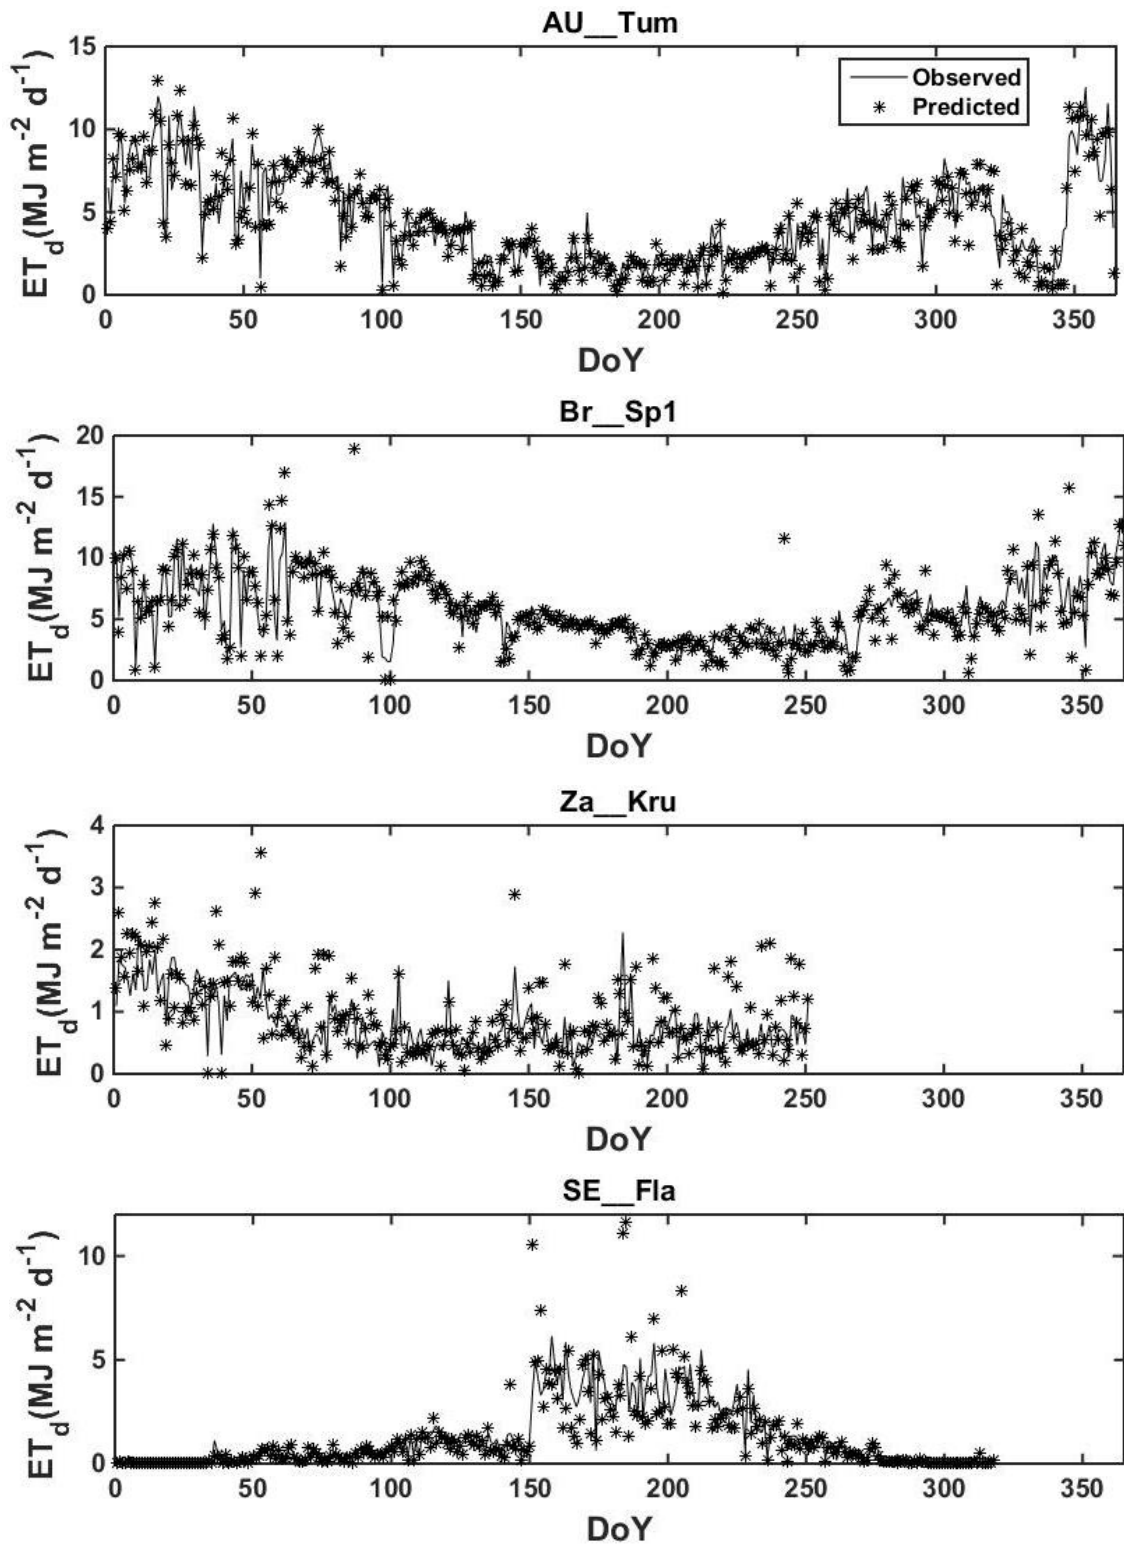 AU__Tum
15
10
5
0
ET_d(MJ m^-2 d^-1)
Observed
Predicted
0 50 100 150 200 250 300 350
DoY
Br__Sp1
20
15
10
5
0
ET_d(MJ m^-2 d^-1)
0 50 100 150 200 250 300 350
DoY
Za__Kru
4
3
2
1
0
ET_d(MJ m^-2 d^-1)
0 50 100 150 200 250 300 350
DoY
SE__Fla
10
5
0
ET_d(MJ m^-2 d^-1)
0 50 100 150 200 250 300 350
DoY